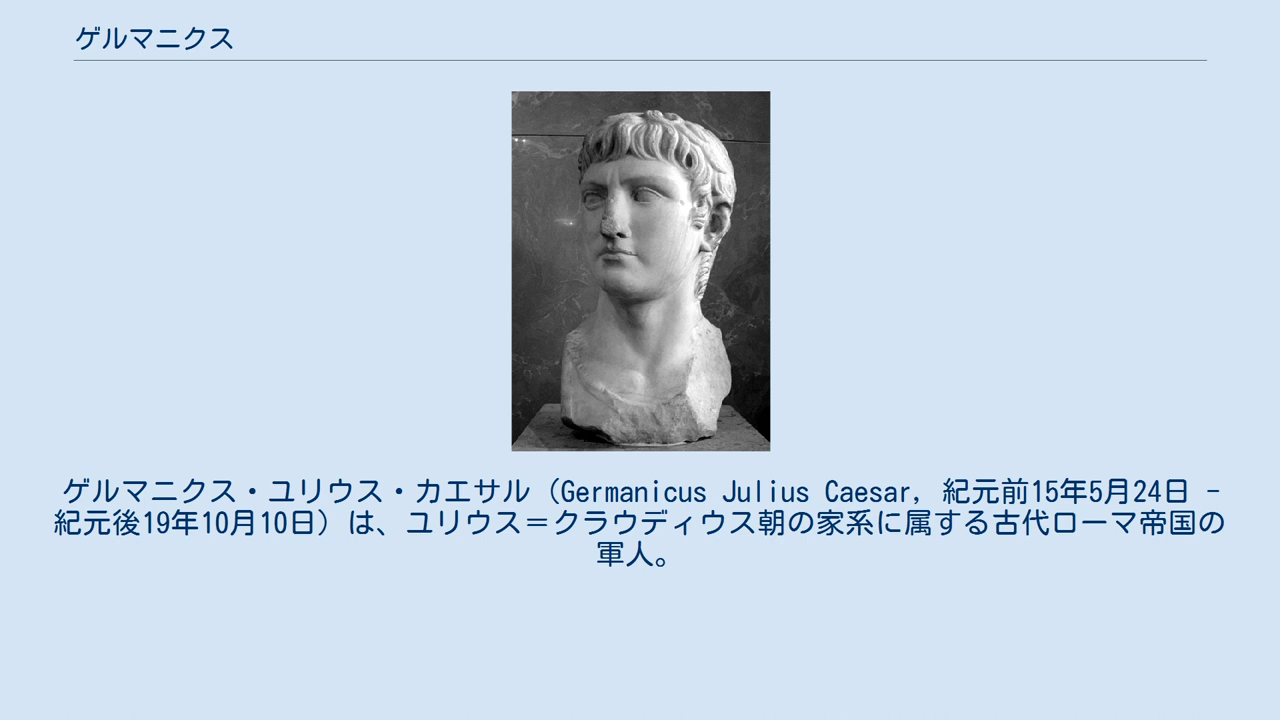 ゲルマニクス
ゲルマニクス・ユリウス・カエサル（Germanicus Julius Caesar, 紀元前15年5月24日 -
紀元後19年10月10日）は、ユリウス＝クラウディウス朝の家系に属する古代ローマ帝国の
軍人。